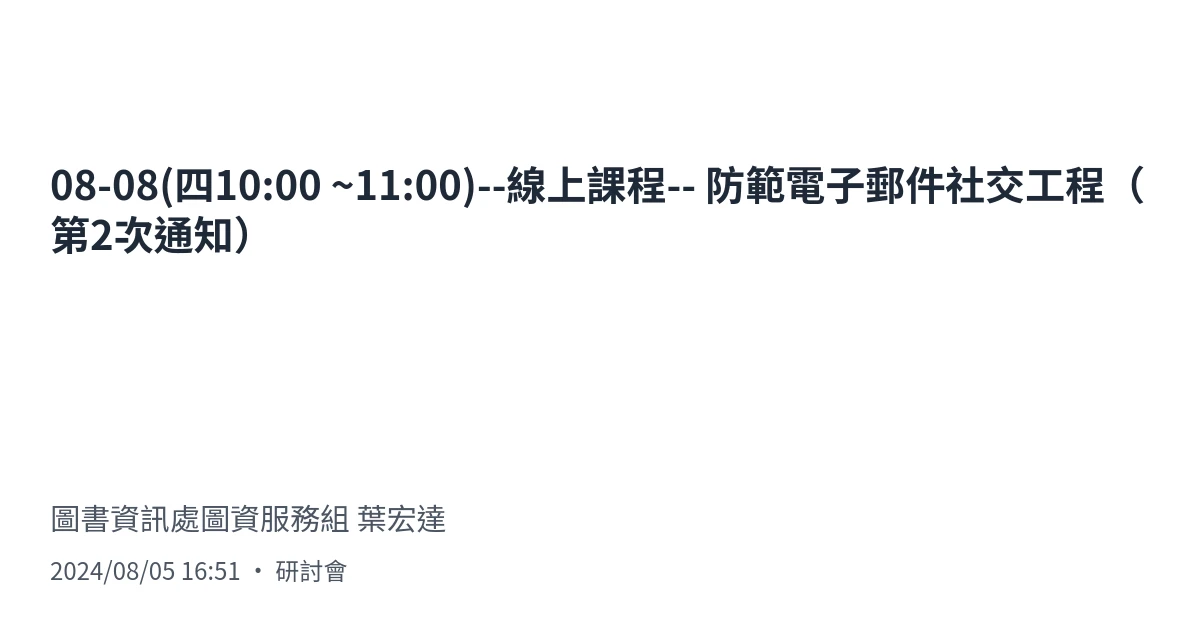 08-08(四10:00 ~11:00)--線上課程-- 防範電子郵件社交工程（
第2次通知）
圖書資訊處圖資服務組 葉宏達
2024/08/05 16:51 ・ 研討會